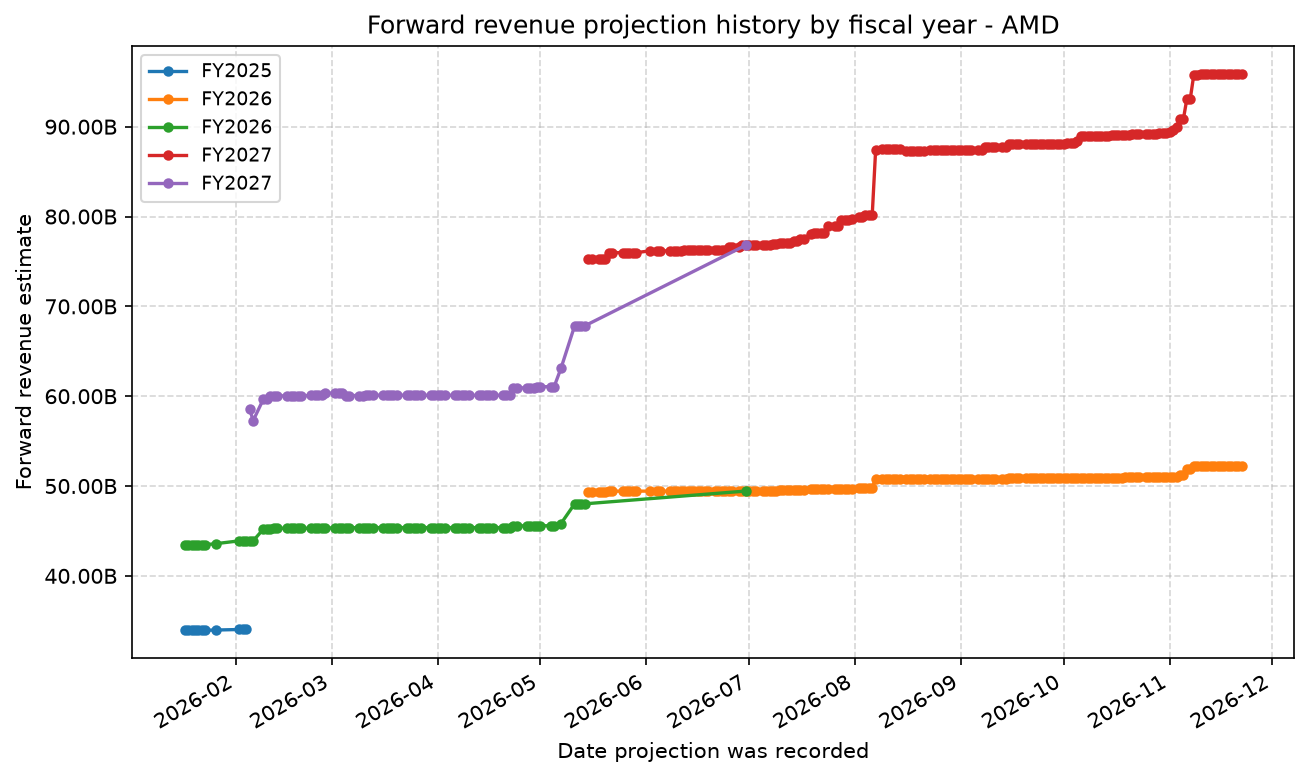 Forward revenue projection history by fiscal year - AMD
FY2025
FY2026
FY2026
FY2027
FY2027
Forward revenue estimate
90.00B
80.00B
70.00B
60.00B
50.00B
40.00B
2026-02
2026-03
2026-04
2026-05
2026-06
2026-07
2026-08
2026-09
2026-10
2026-11
2026-12
Date projection was recorded